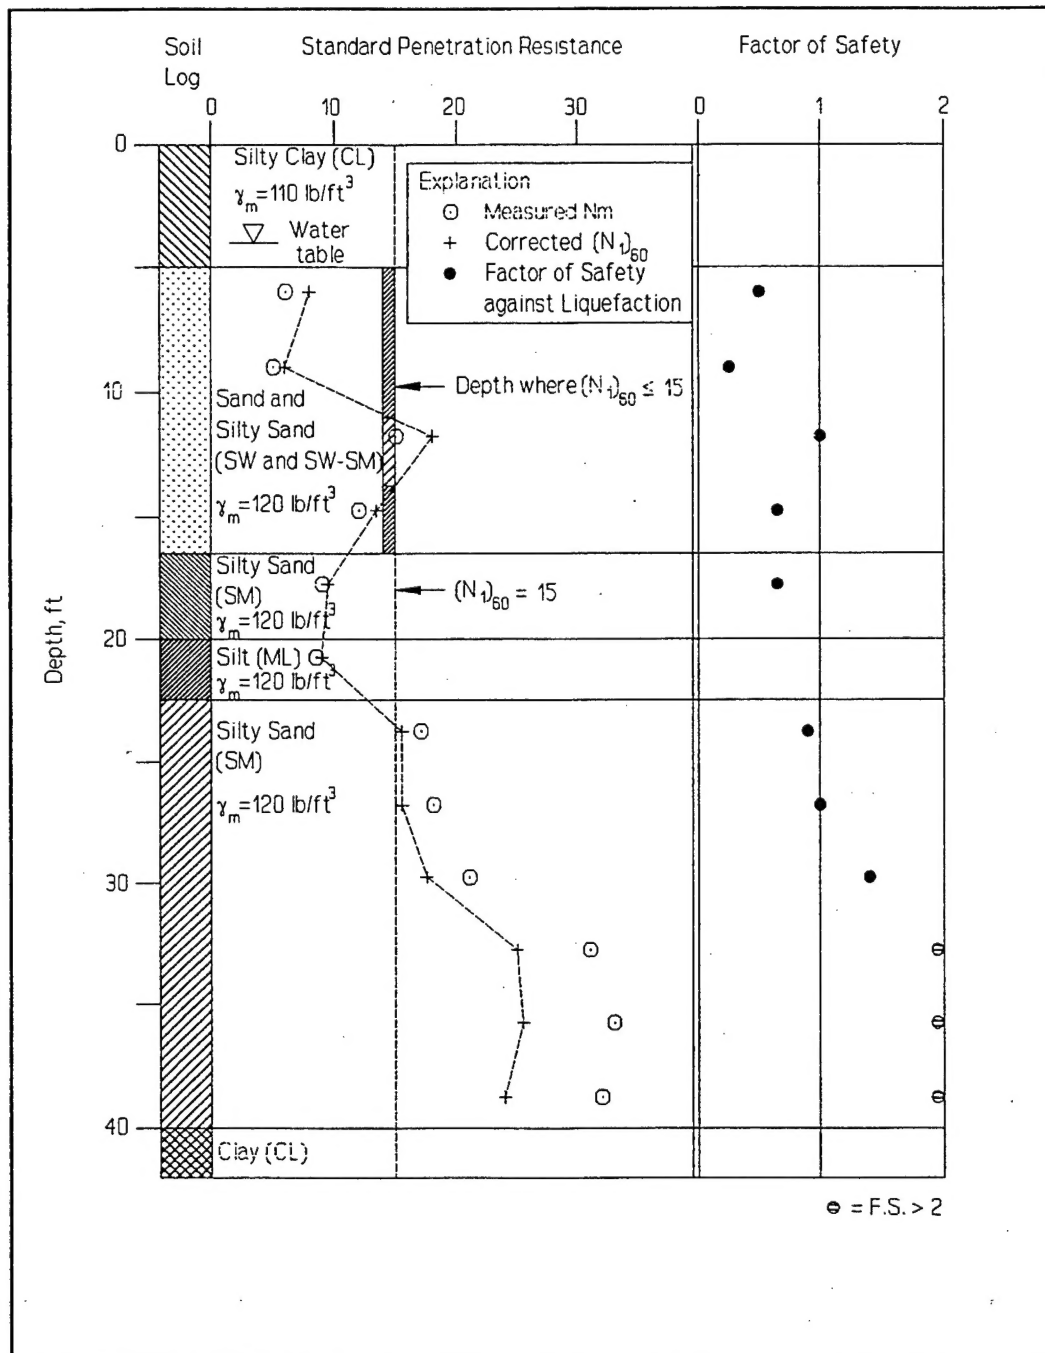 Soil Log
Standard Penetration Resistance
Factor of Safety
0 10 20 30
0 1 2
Depth, ft
0
10
20
30
40
Silty Clay (CL)
γm=110 lb/ft³
Water
table
Explanation
Measured Nm
Corrected (N₁)₆₀
Factor of Safety
against Liquefaction
Depth where (N₁)₆₀ ≤ 15
Sand and
Silty Sand
(SW and SW-SM)
γm=120 lb/ft³
Silty Sand
(SM)
γm=120 lb/ft³
(N₁)₆₀ = 15
Silt (ML)
γm=120 lb/ft³
Silty Sand
(SM)
γm=120 lb/ft³
Clay (CL)
⊖ = F.S. > 2